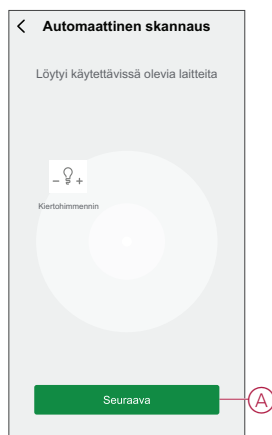 Automaattinen skannaus
Löytyi käytettävissä olevia laitteita
Kiertohimmennin
Seuraava
A